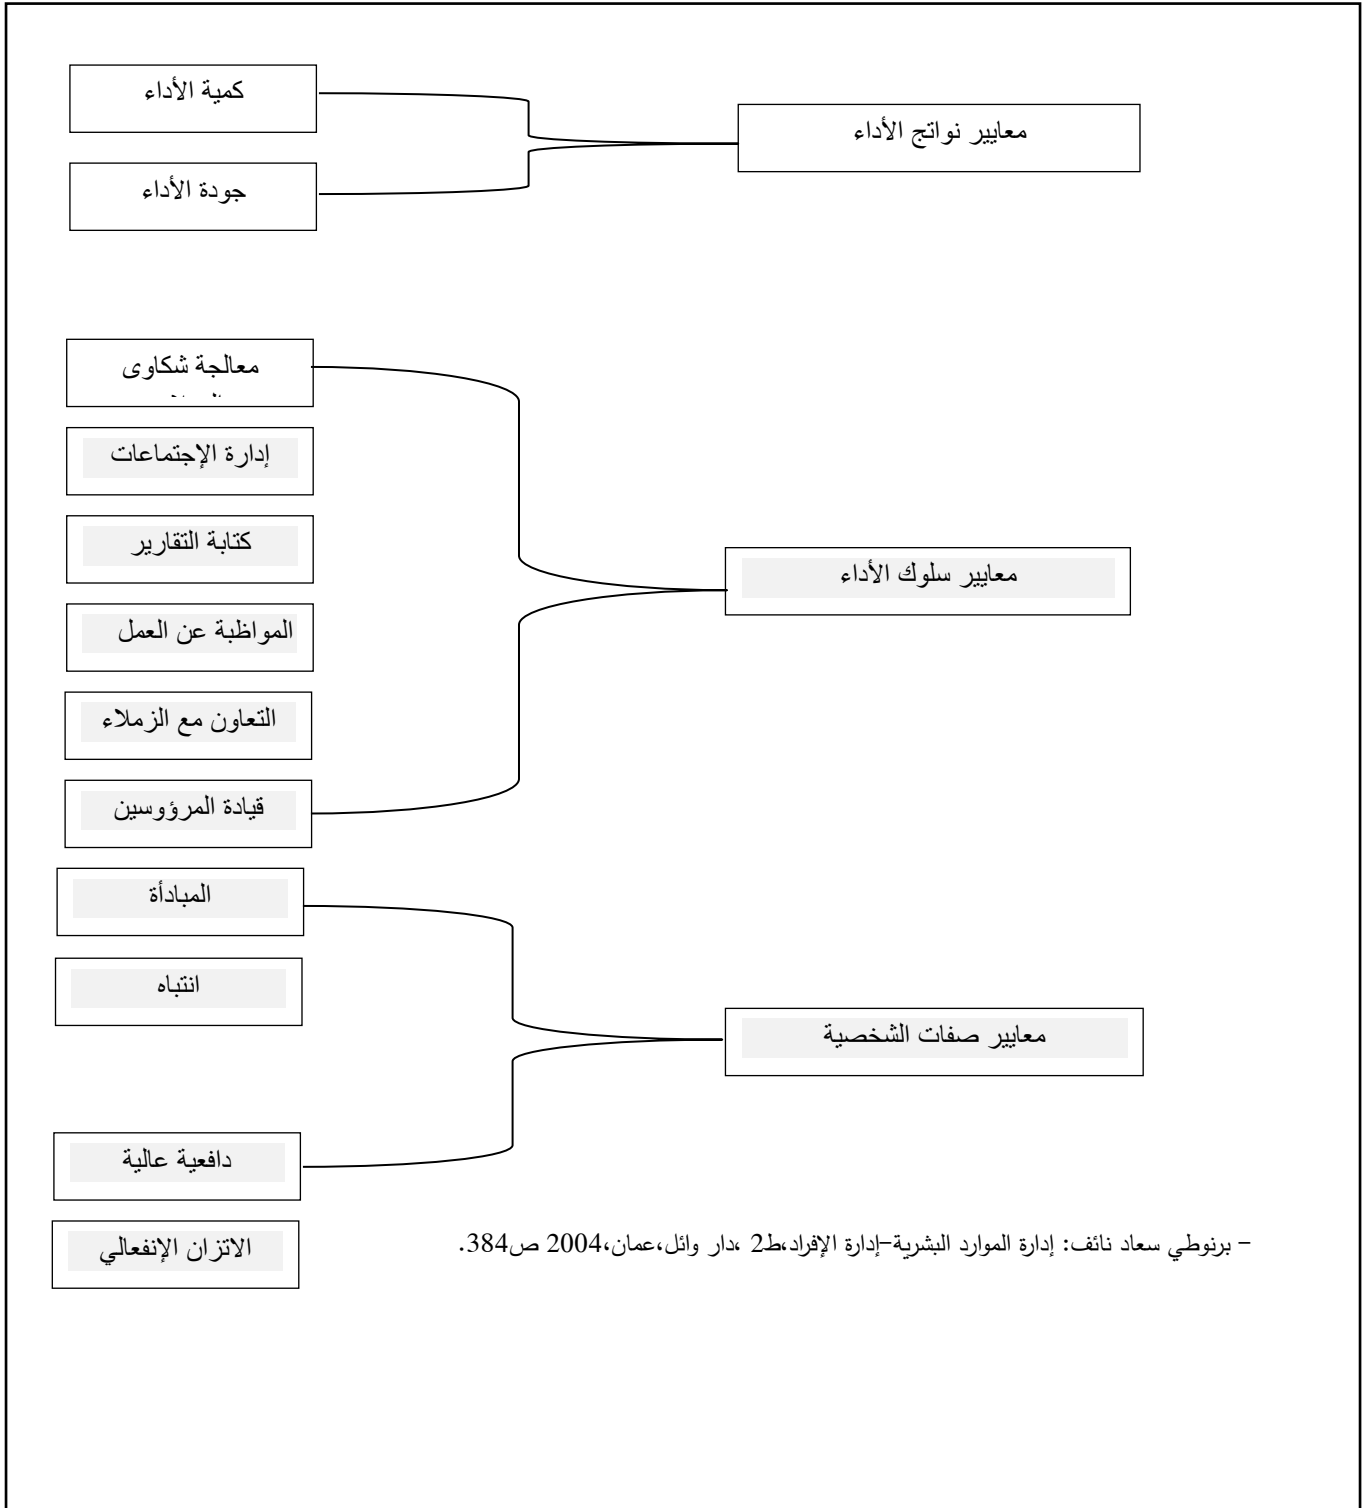 معايير نواتج الأداء
كمية الأداء
جودة الأداء
معايير سلوك الأداء
معالجة شكاوى
إدارة الإجتماعات
كتابة التقارير
المواظبة عن العمل
التعاون مع الزملاء
قيادة المرؤوسين
معايير صفات الشخصية
المبادأة
انتباه
دافعية عالية
الاتزان الإنفعالي
– برنوطي سعاد نائف: إدارة الموارد البشرية–إدارة الإفراد،ط2 ،دار وائل،عمان،2004 ص384.